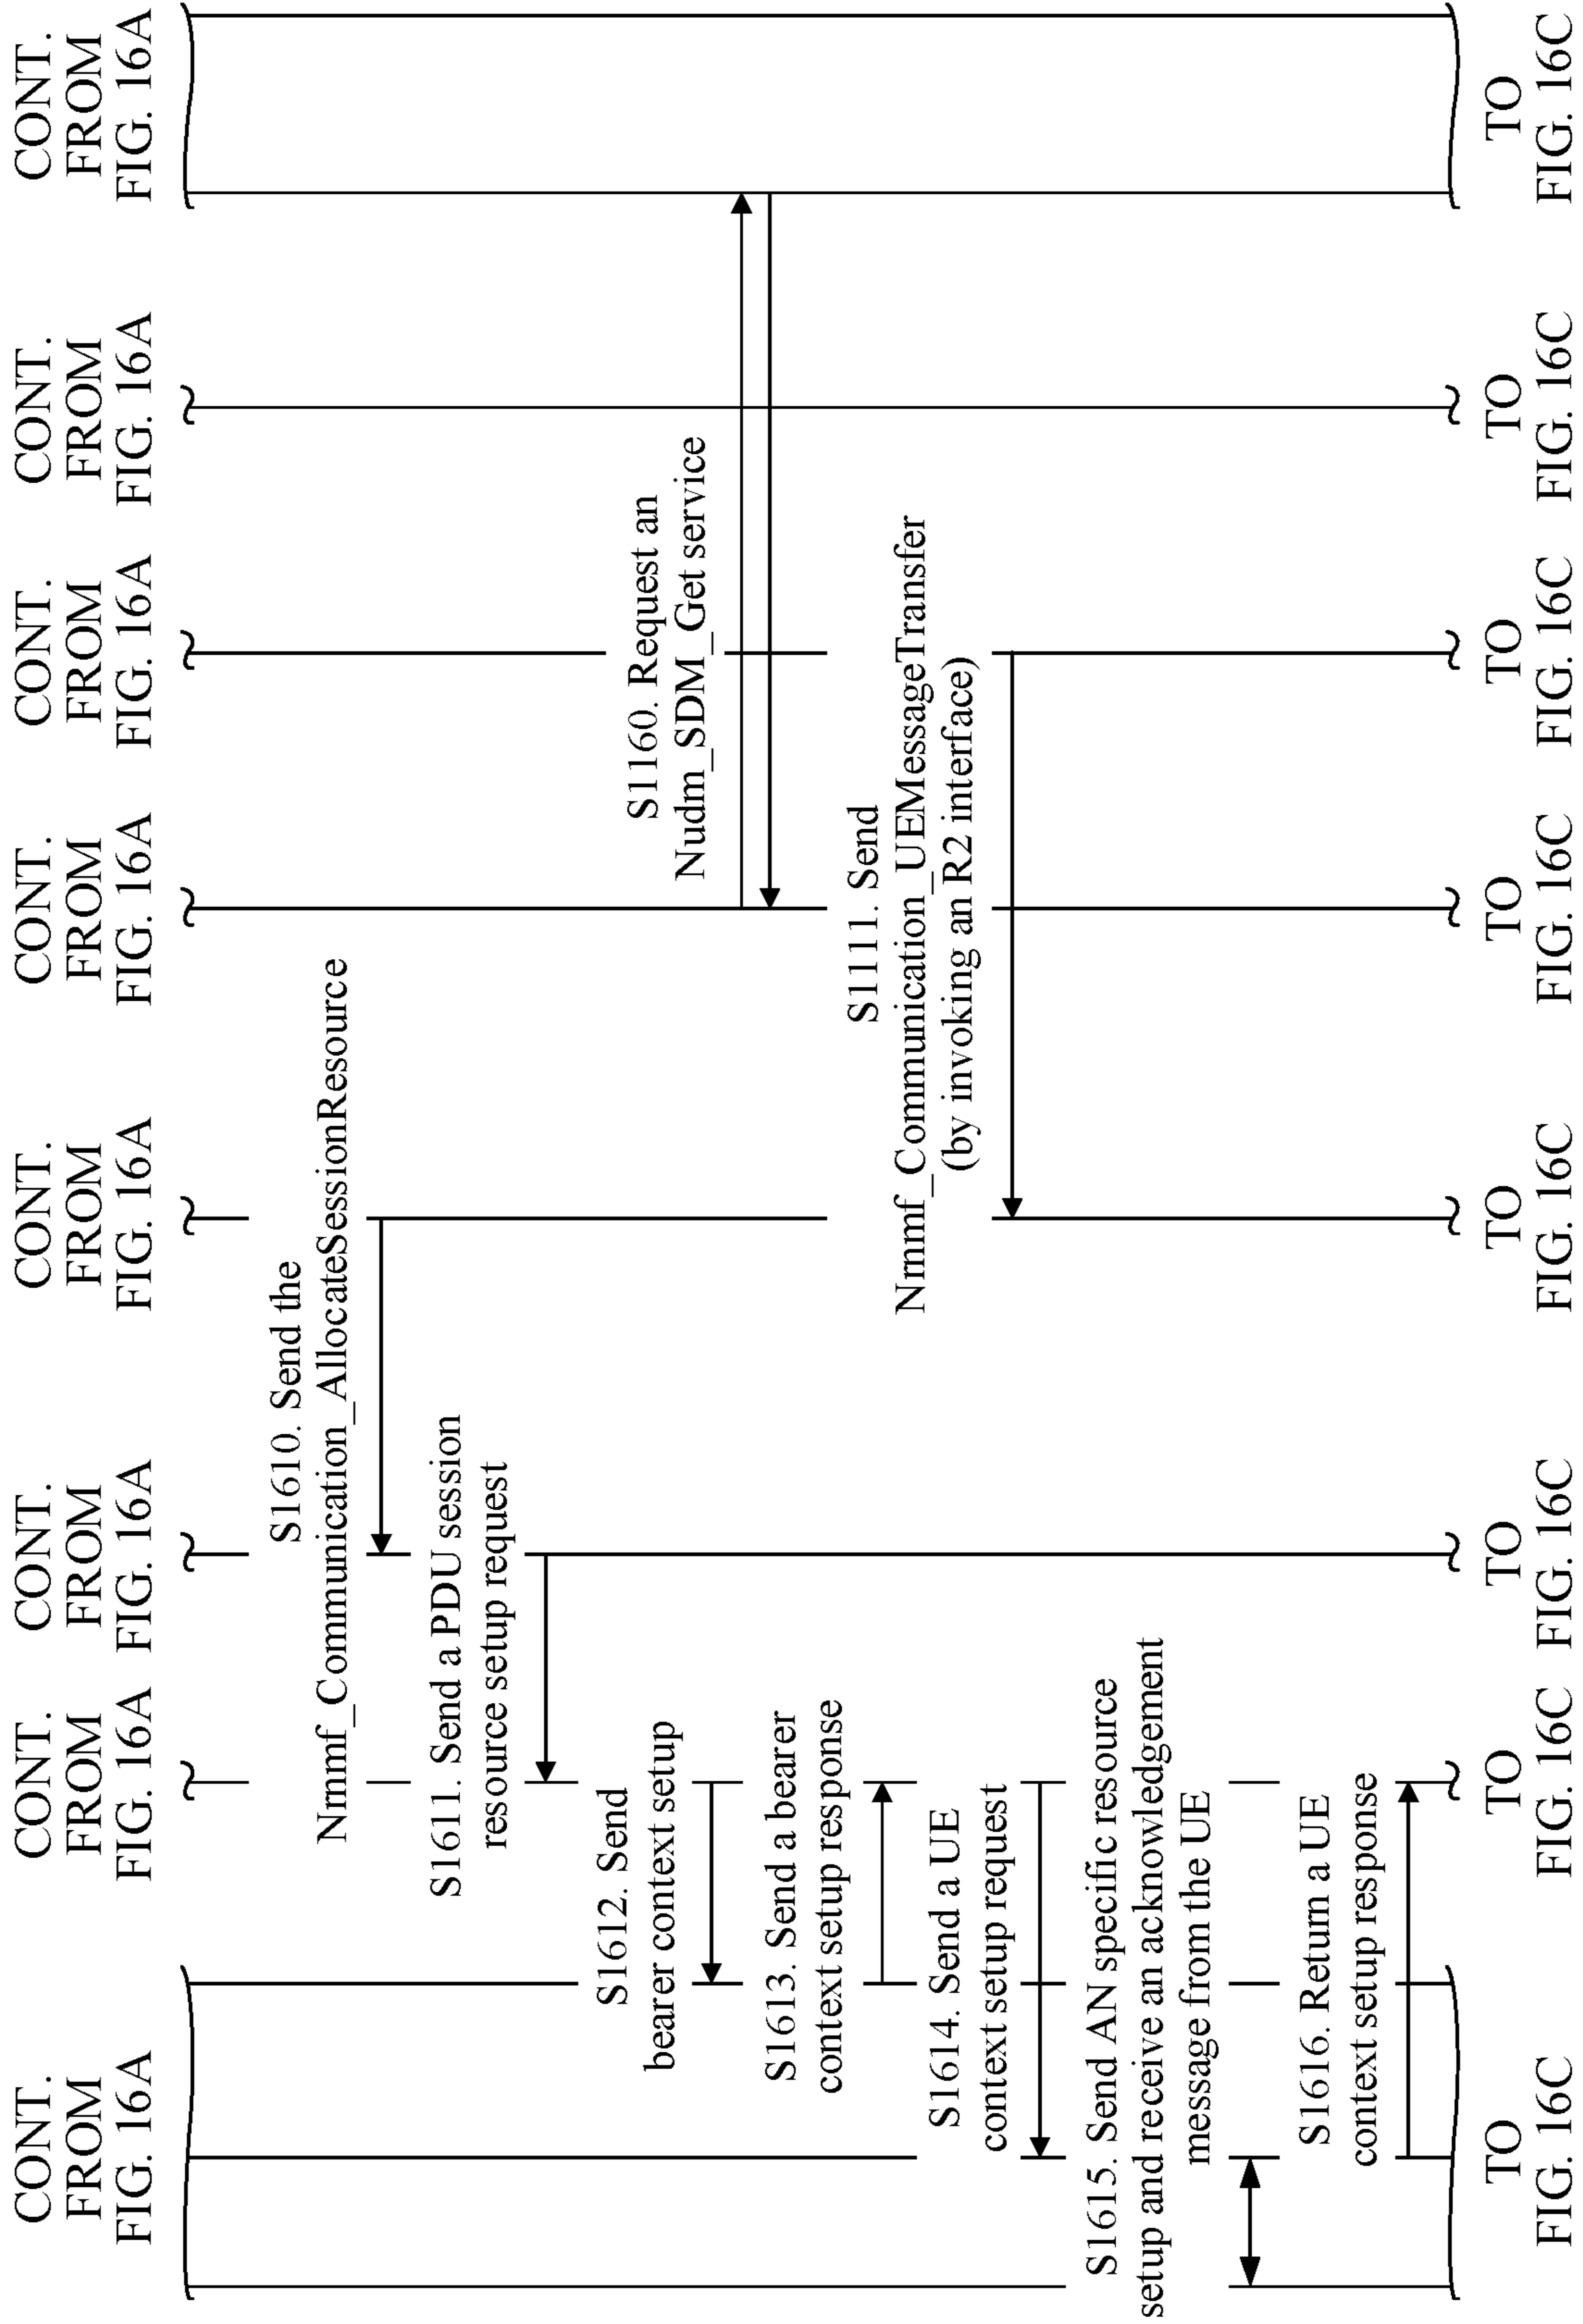 CONT.
FROM
FIG. 16A
CONT.
FROM
FIG. 16A
CONT.
FROM
FIG. 16A
CONT.
FROM
FIG. 16A
CONT.
FROM
FIG. 16A
CONT.
FROM
FIG. 16A
CONT.
FROM
FIG. 16A
CONT.
FROM
FIG. 16A
S1610. Send the
Nmmf_Communication_AllocateSessionResource
S1611. Send a PDU session
resource setup request
S1612. Send
bearer context setup
S1160. Request an
Nudm_SDM_Get service
S1613. Send a bearer
context setup response
S1111. Send
Nmmf_Communication_UEMessageTransfer
(by invoking an R2 interface)
S1614. Send a UE
context setup request
S1615. Send AN specific resource
setup and receive an acknowledgement
message from the UE
S1616. Return a UE
context setup response
TO
FIG. 16C
TO
FIG. 16C
TO
FIG. 16C
TO
FIG. 16C
TO
FIG. 16C
TO
FIG. 16C
TO
FIG. 16C
TO
FIG. 16C